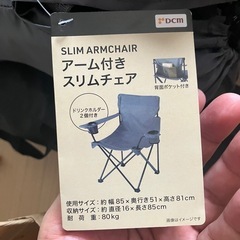 DCM
SLIM ARMCHAIR
アーム付き
スリムチェア
背面ポケット付き
ドリンクホルダー
2個付き
使用サイズ：約 幅85×奥行き51×高さ81cm
収納サイズ：約 直径16×長さ85cm
耐荷重：80kg
※画像はイメージです。